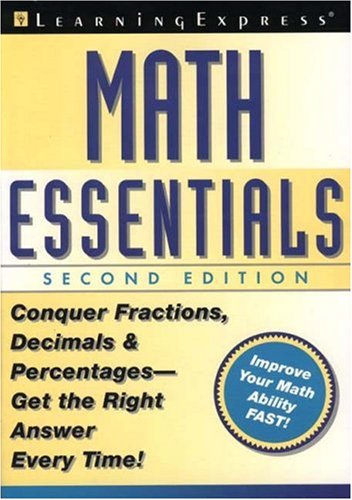 LEARNINGEXPRESS®
MATH
ESSENTIALS
SECOND EDITION
Conquer Fractions,
Decimals &
Percentages—
Get the Right
Answer
Every Time!
Improve
Your Math
Ability
FAST!